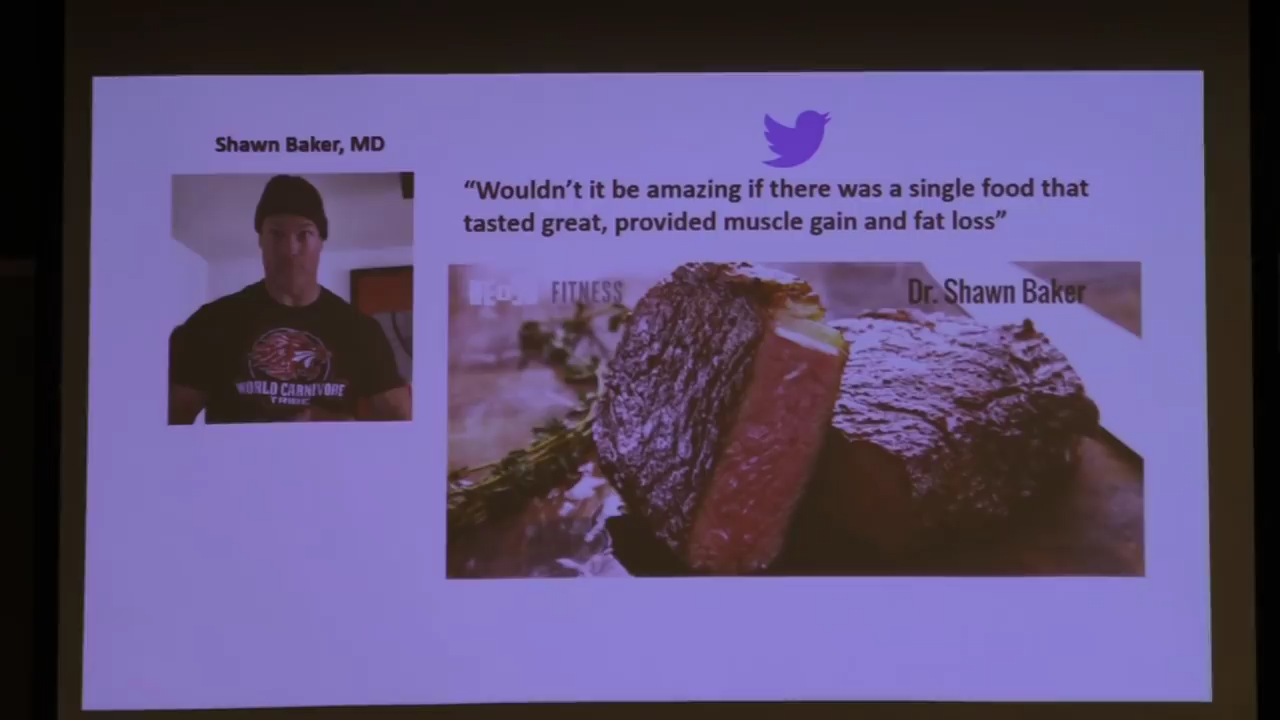 Shawn Baker, MD
“Wouldn’t it be amazing if there was a single food that
tasted great, provided muscle gain and fat loss”
FITNESS
Dr. Shawn Baker
WORLD CARNIVORE
TRIBE